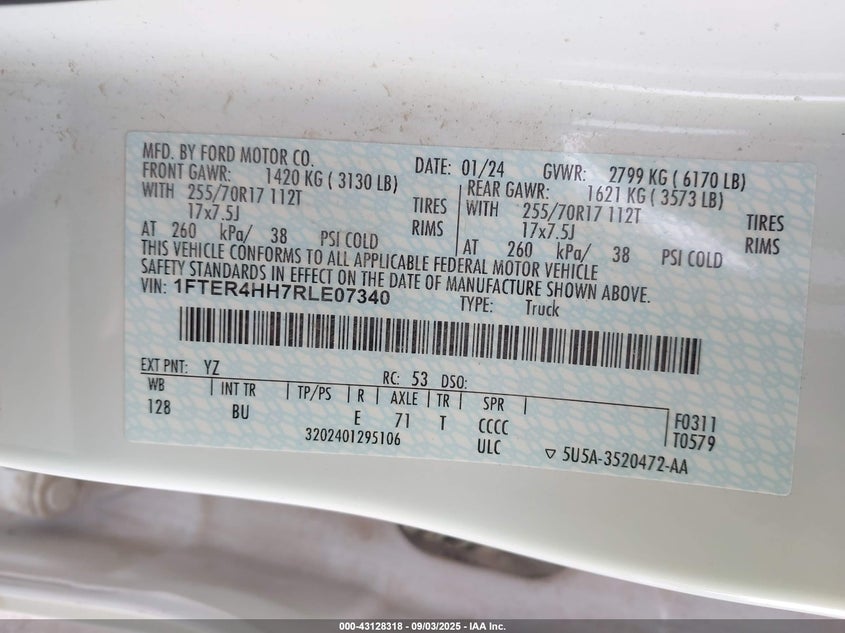 MFD. BY FORD MOTOR CO.
DATE: 01/24 GVWR: 2799 KG ( 6170 LB)
FRONT GAWR: 1420 KG ( 3130 LB)
WITH 255/70R17 112T TIRES
17x7.5J RIMS
AT 260 kPa/ 38 PSI COLD
REAR GAWR: 1621 KG ( 3573 LB)
WITH 255/70R17 112T TIRES
17x7.5J RIMS
AT 260 kPa/ 38 PSI COLD
THIS VEHICLE CONFORMS TO ALL APPLICABLE FEDERAL MOTOR VEHICLE
SAFETY STANDARDS IN EFFECT ON THE DATE OF MANUFACTURE SHOWN ABOVE.
VIN: 1FTER4HH7RLE07340
TYPE: Truck
EXT PNT: YZ RC: 53 DSO:
WB INT TR TP/PS R AXLE TR SPR
128 BU E 71 T CCCC
3202401295106 ULC
F0311
T0579
▽ 5U5A-3520472-AA
000-43128318 - 09/03/2025 - IAA Inc.